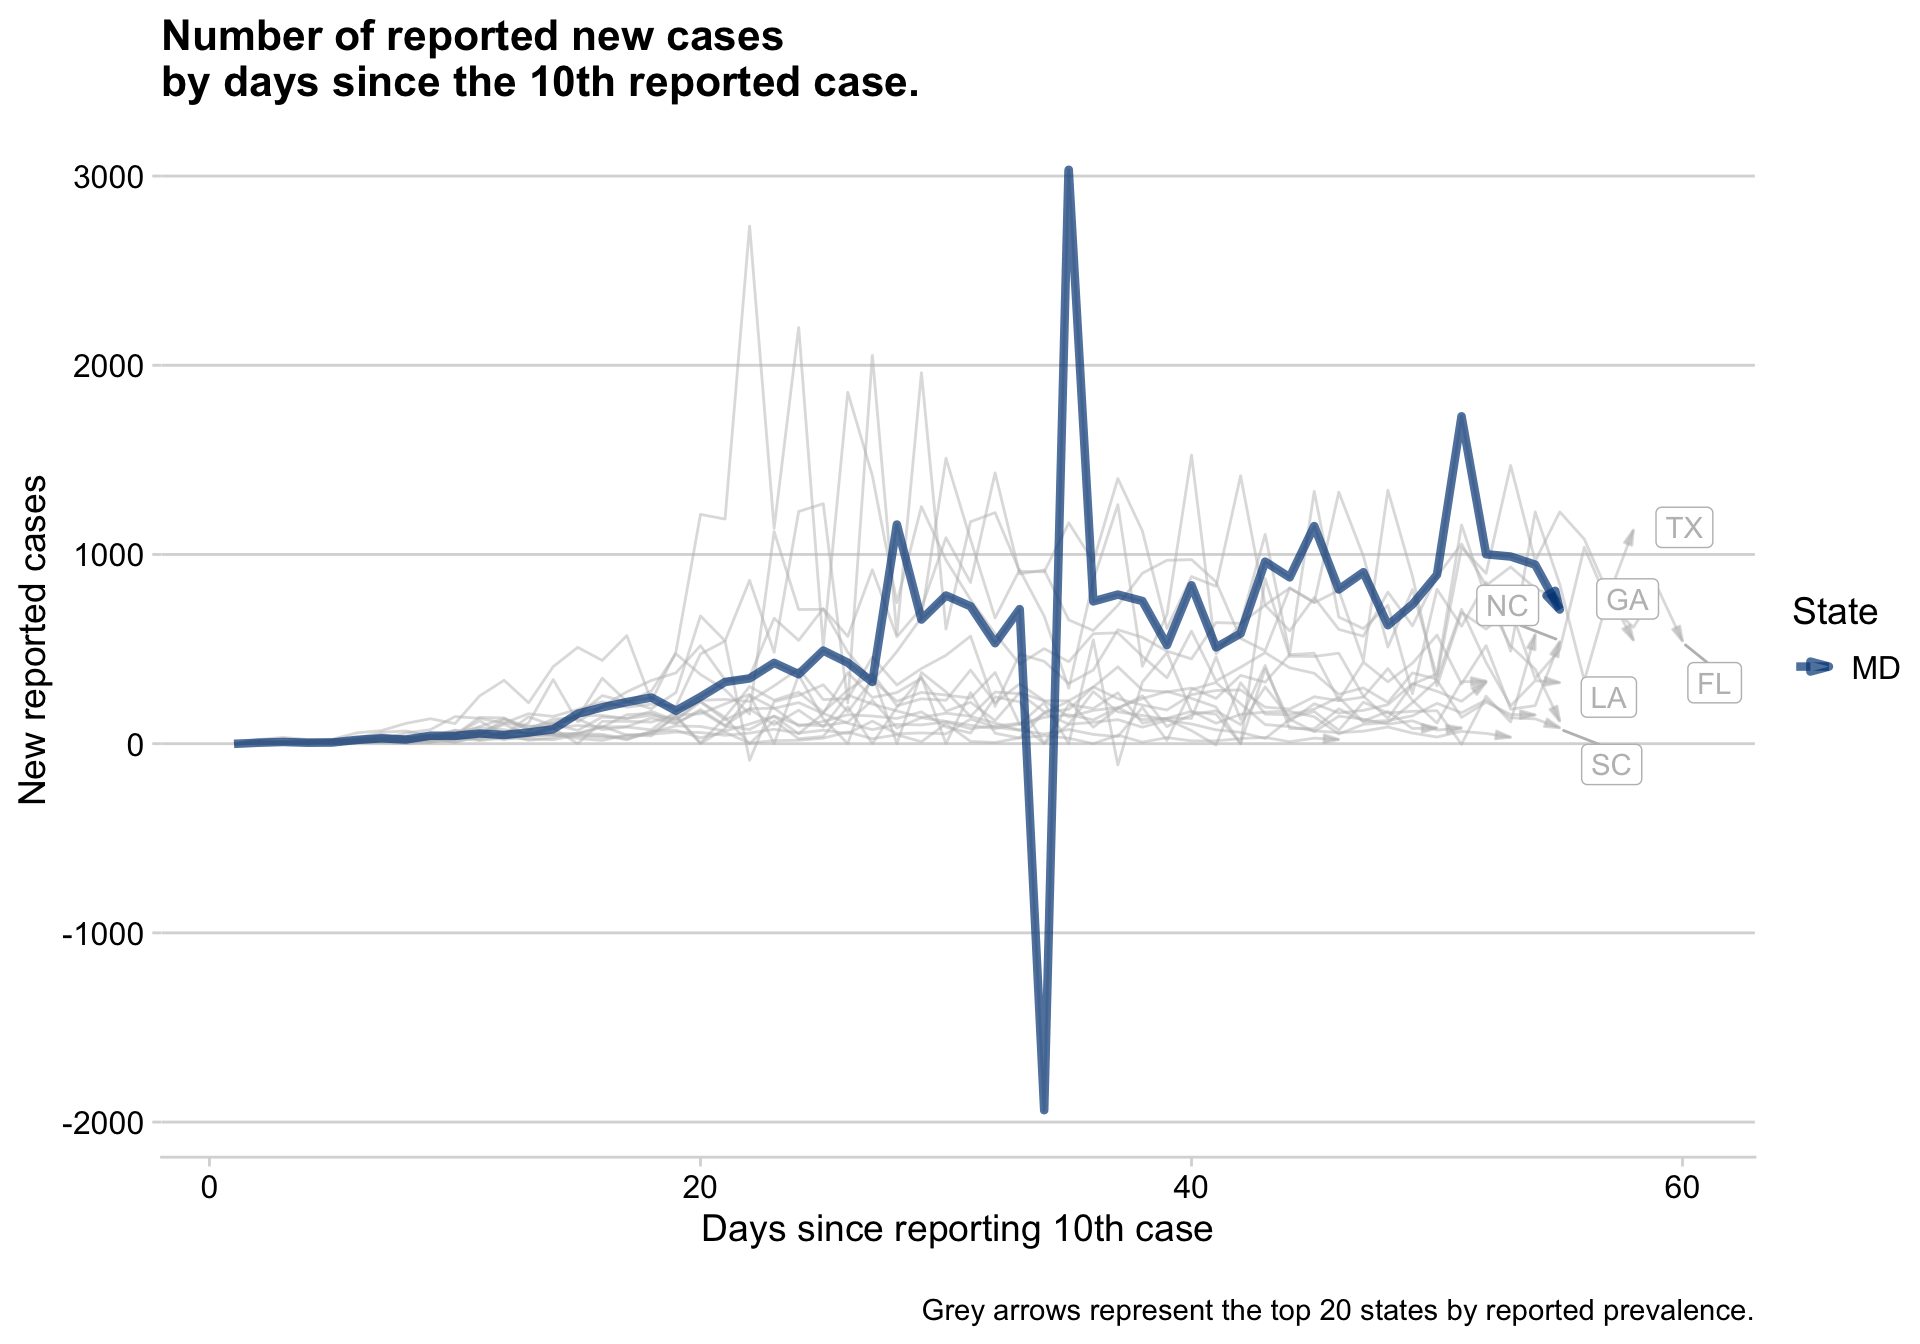 Number of reported new cases
by days since the 10th reported case.
3000
2000
1000
0
-1000
-2000
New reported cases
TX
NC
GA
LA
FL
SC
State
MD
0
20
40
60
Days since reporting 10th case
Grey arrows represent the top 20 states by reported prevalence.